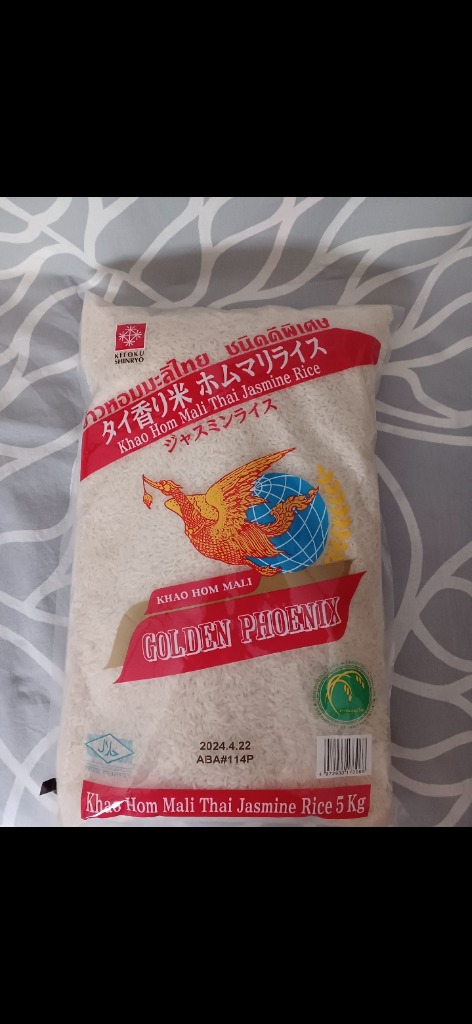 KITOKU
SHINRYO
ข้าวหอมมะลิไทย ชนิดดีพิเศษ
タイ香り米 ホムマリライス
Khao Hom Mali Thai Jasmine Rice
ジャスミンライス
KHAO HOM MALI
GOLDEN PHOENIX
2024.4.22
ABA#114P
حلال
Khao Hom Mali Thai Jasmine Rice 5 Kg